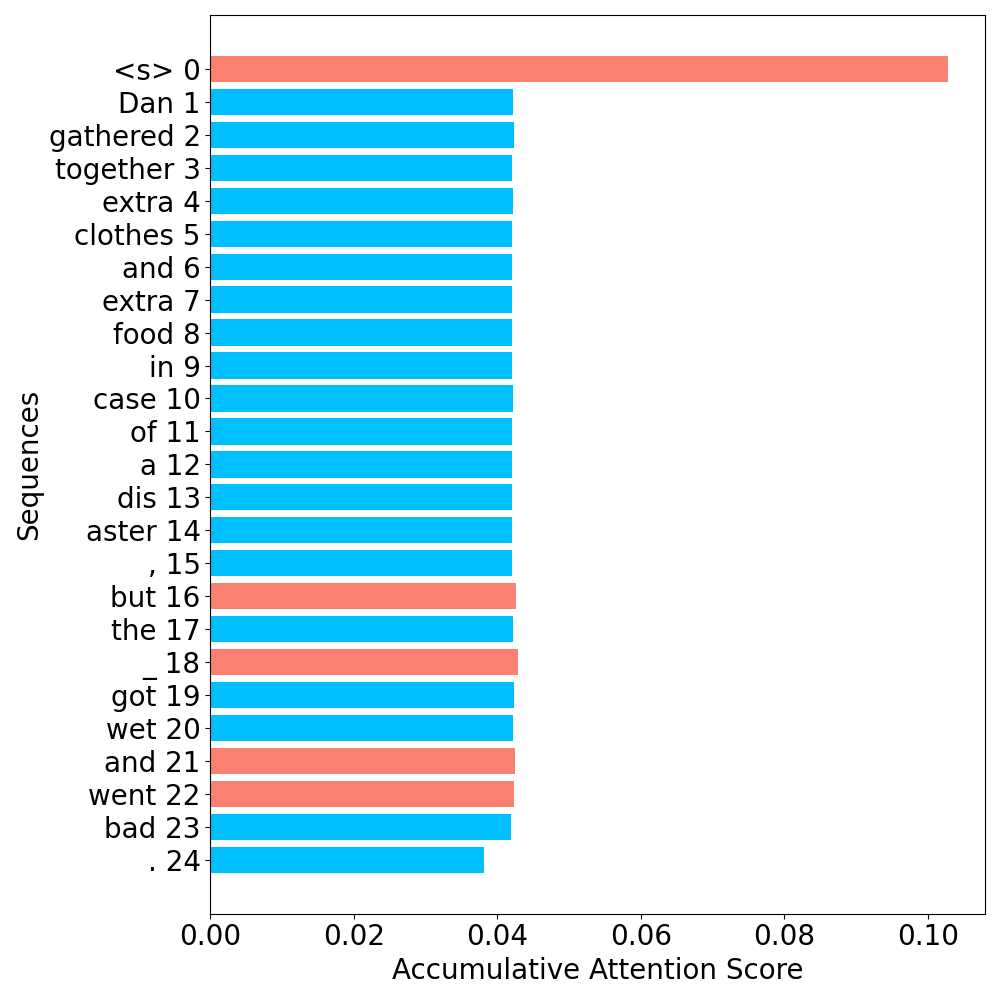 <s> 0
Dan 1
gathered 2
together 3
extra 4
clothes 5
and 6
extra 7
food 8
in 9
case 10
of 11
a 12
dis 13
aster 14
, 15
but 16
the 17
_ 18
got 19
wet 20
and 21
went 22
bad 23
. 24
Sequences
0.00 0.02 0.04 0.06 0.08 0.10
Accumulative Attention Score